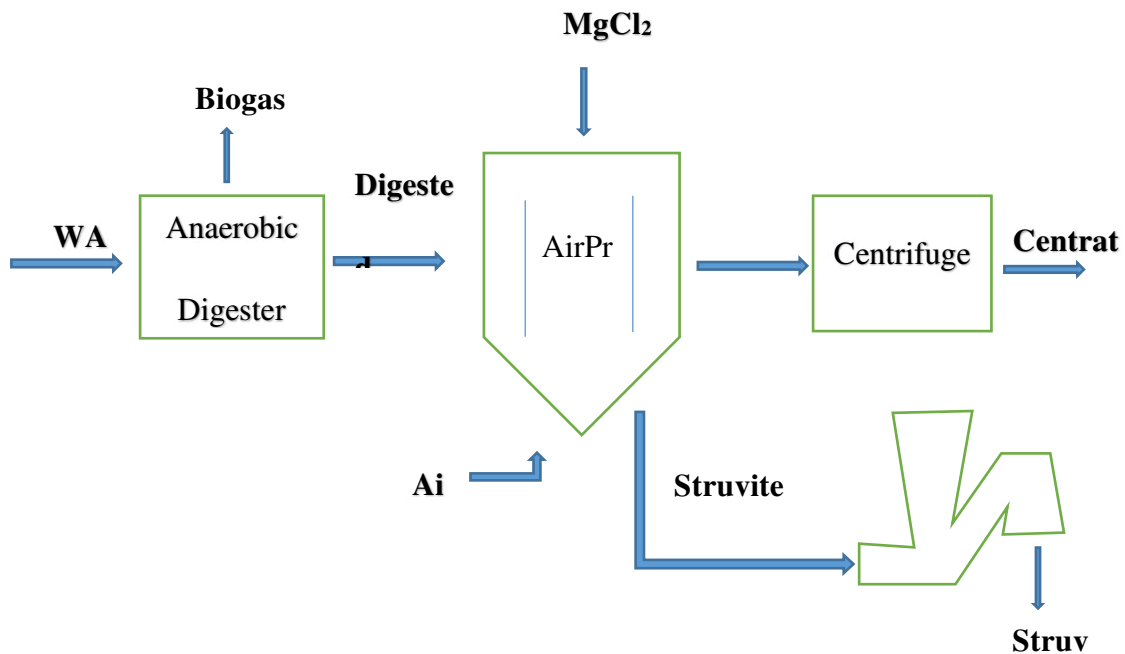 MgCl₂
Biogas
Digeste
d
WA
Anaerobic
Digester
AirPr
Centrifuge
Centrat
Ai
Struvite
Struv